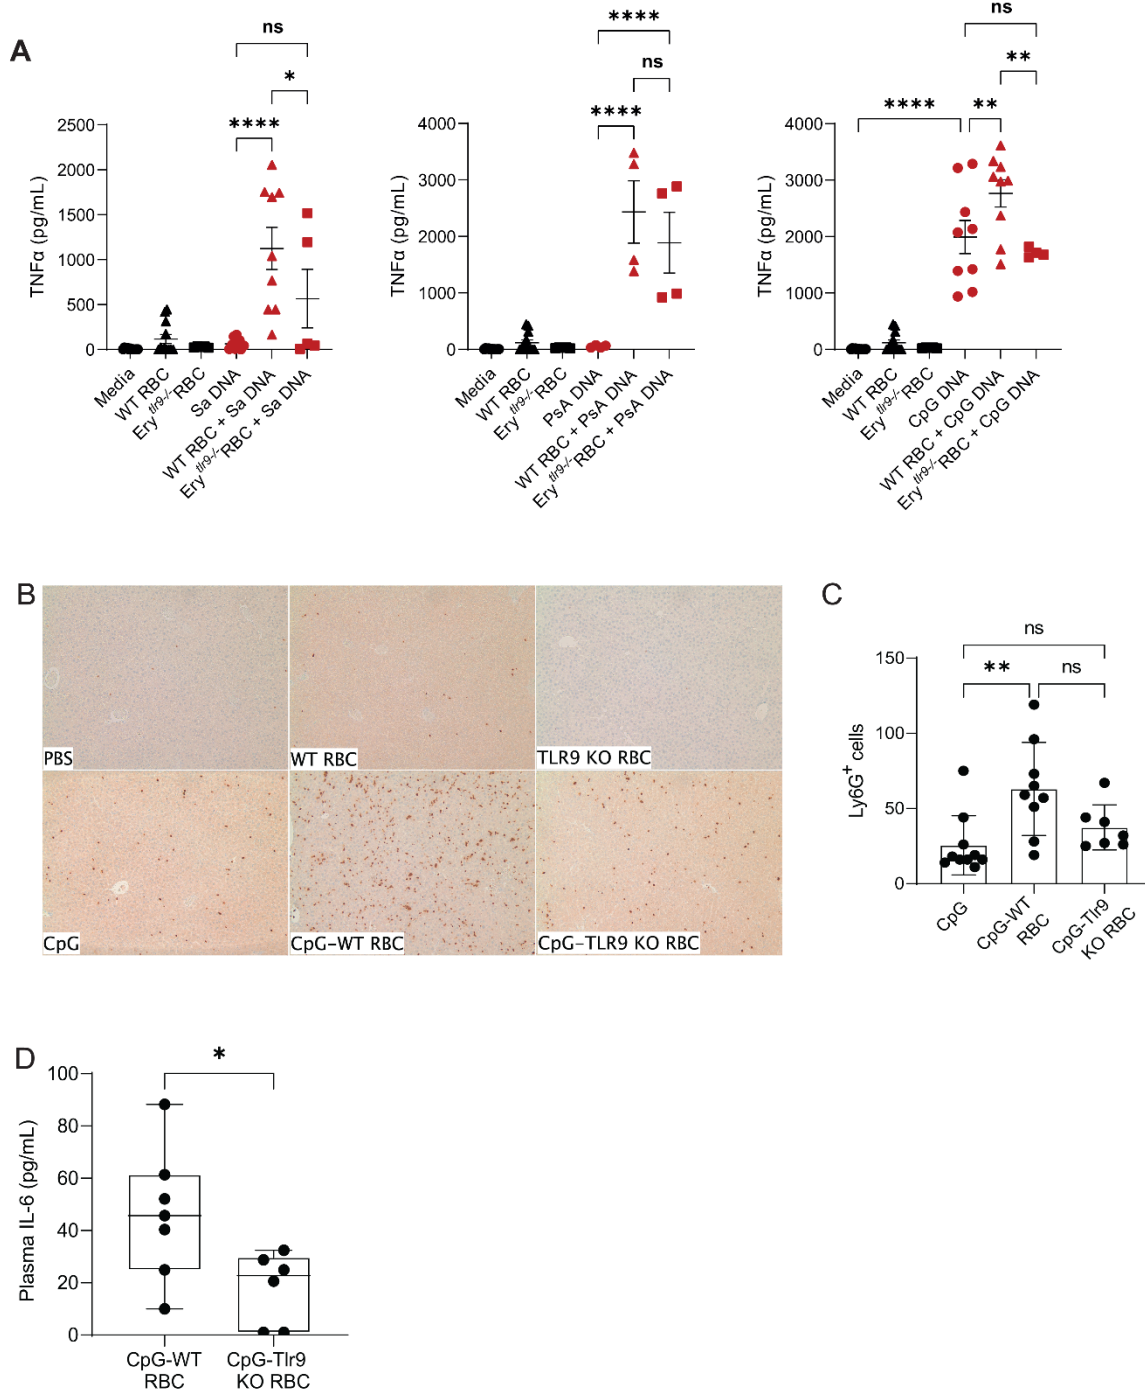 A
ns
*
****
2500
2000
1500
1000
500
0
TNFα (pg/mL)
Media
WT RBC
Ery tlr9-/- RBC
Sa DNA
WT RBC + Sa DNA
Ery tlr9-/- RBC + Sa DNA
****
ns
****
4000
3000
2000
1000
0
TNFα (pg/mL)
Media
WT RBC
Ery tlr9-/- RBC
PsA DNA
WT RBC + PsA DNA
Ery tlr9-/- RBC + PsA DNA
ns
**
****
**
4000
3000
2000
1000
0
TNFα (pg/mL)
Media
WT RBC
Ery tlr9-/- RBC
CpG DNA
WT RBC + CpG DNA
Ery tlr9-/- RBC + CpG DNA
B
PBS
WT RBC
TLR9 KO RBC
CpG
CpG-WT RBC
CpG-TLR9 KO RBC
C
ns
**
ns
150
100
50
0
Ly6G+ cells
CpG
CpG-WT
RBC
CpG-Tlr9
KO RBC
D
*
100
80
60
40
20
0
Plasma IL-6 (pg/mL)
CpG-WT
RBC
CpG-Tlr9
KO RBC